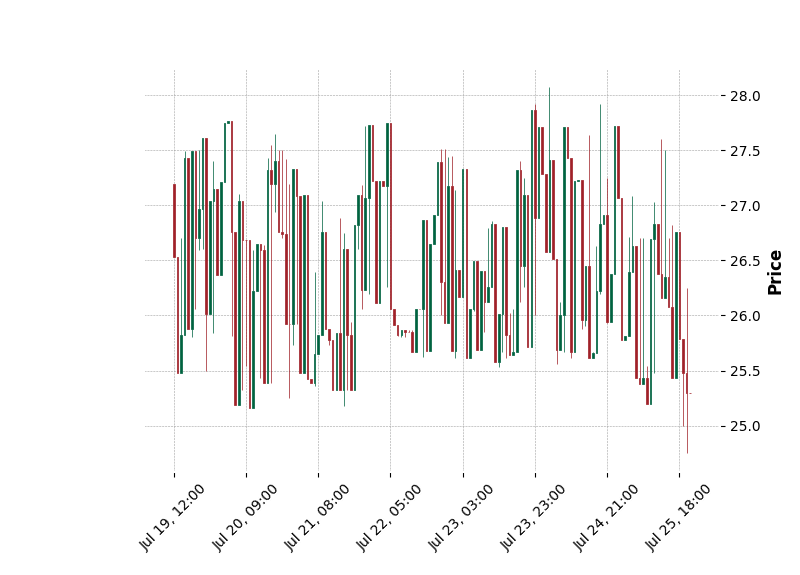 28.0
27.5
27.0
26.5
26.0
25.5
25.0
Price
Jul 19, 12:00
Jul 20, 09:00
Jul 21, 08:00
Jul 22, 05:00
Jul 23, 03:00
Jul 23, 23:00
Jul 24, 21:00
Jul 25, 18:00